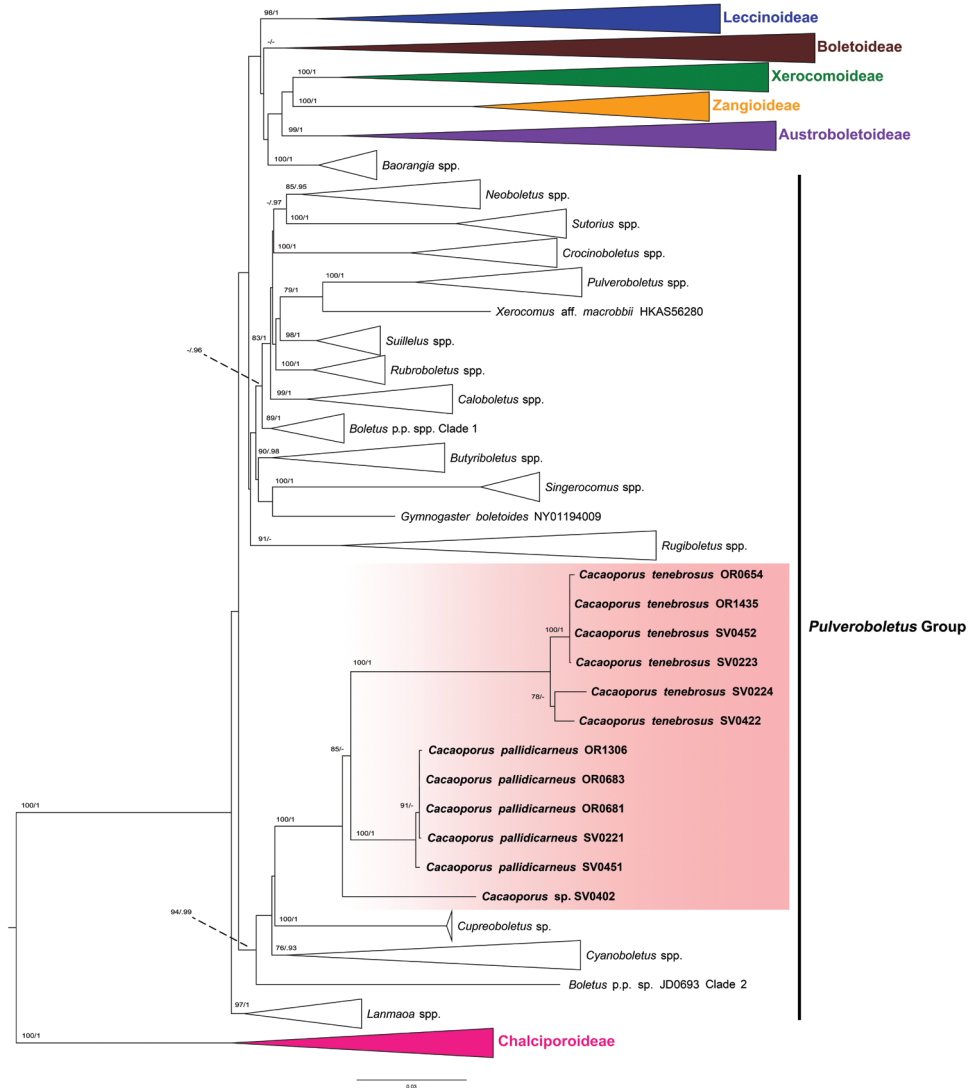 98/1
Leccinoideae
-/-
Boletoideae
100/1
Xerocomoideae
100/1
Zangioideae
99/1
Austroboletoideae
100/1
Baorangia spp.
85/.95
Neoboletus spp.
-/.97
100/1
Sutorius spp.
100/1
Crocinoboletus spp.
100/1
Pulveroboletus spp.
79/1
Xerocomus aff. macrobbii HKAS56280
83/1
98/1
Suillelus spp.
-/.96
100/1
Rubroboletus spp.
99/1
Caloboletus spp.
89/1
Boletus p.p. spp. Clade 1
90/.98
Butyriboletus spp.
100/1
Singerocomus spp.
Gymnogaster boletoides NY01194009
91/-
Rugiboletus spp.
Cacaoporus tenebrosus OR0654
Cacaoporus tenebrosus OR1435
Pulveroboletus Group
100/1
Cacaoporus tenebrosus SV0452
100/1
Cacaoporus tenebrosus SV0223
78/-
Cacaoporus tenebrosus SV0224
Cacaoporus tenebrosus SV0422
85/-
Cacaoporus pallidicarneus OR1306
Cacaoporus pallidicarneus OR0683
91/-
Cacaoporus pallidicarneus OR0681
100/1
100/1
100/1
Cacaoporus pallidicarneus SV0221
Cacaoporus pallidicarneus SV0451
Cacaoporus sp. SV0402
94/.99
100/1
Cupreoboletus sp.
76/.93
Cyanoboletus spp.
Boletus p.p. sp. JD0693 Clade 2
97/1
Lanmaoa spp.
100/1
Chalciporoideae
0.03